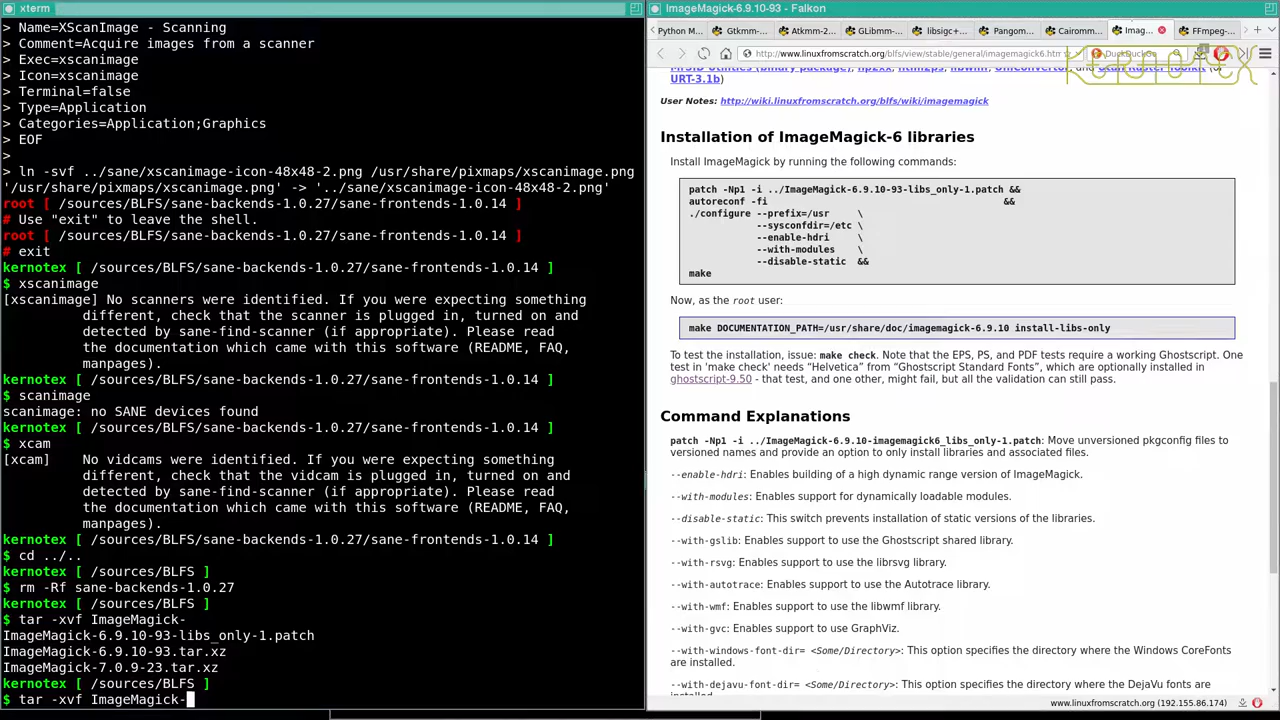 xterm
> Name=XScanImage - Scanning
> Comment=Acquire images from a scanner
> Exec=xscanimage
> Icon=xscanimage
> Terminal=false
> Type=Application
> Categories=Application;Graphics
> EOF
>
> ln -svf ../sane/xscanimage-icon-48x48-2.png /usr/share/pixmaps/xscanimage.png
'/usr/share/pixmaps/xscanimage.png' -> '../sane/xscanimage-icon-48x48-2.png'
root [ /sources/BLFS/sane-backends-1.0.27/sane-frontends-1.0.14 ]
# Use "exit" to leave the shell.
root [ /sources/BLFS/sane-backends-1.0.27/sane-frontends-1.0.14 ]
# exit
kernotex [ /sources/BLFS/sane-backends-1.0.27/sane-frontends-1.0.14 ]
$ xscanimage
[xscanimage] No scanners were identified. If you were expecting something
different, check that the scanner is plugged in, turned on and
detected by sane-find-scanner (if appropriate). Please read
the documentation which came with this software (README, FAQ,
manpages).
kernotex [ /sources/BLFS/sane-backends-1.0.27/sane-frontends-1.0.14 ]
$ scanimage
scanimage: no SANE devices found
kernotex [ /sources/BLFS/sane-backends-1.0.27/sane-frontends-1.0.14 ]
$ xcam
[xcam] No vidcams were identified. If you were expecting something
different, check that the vidcam is plugged in, turned on and
detected by sane-find-scanner (if appropriate). Please read
the documentation which came with this software (README, FAQ,
manpages).
kernotex [ /sources/BLFS/sane-backends-1.0.27/sane-frontends-1.0.14 ]
$ cd ../..
kernotex [ /sources/BLFS ]
$ rm -Rf sane-backends-1.0.27
kernotex [ /sources/BLFS ]
$ tar -xvf ImageMagick-
ImageMagick-6.9.10-93-libs_only-1.patch
ImageMagick-6.9.10-93.tar.xz
ImageMagick-7.0.9-23.tar.xz
kernotex [ /sources/BLFS ]
$ tar -xvf ImageMagick-
ImageMagick-6.9.10-93 - Falkon
Python M... Gtkmm-... Atkmm-2... GLibmm-... libsigc+... Pangom... Cairomm... Imag... FFmpeg-...
http://www.linuxfromscratch.org/blfs/view/stable/general/imagemagick6.htm DuckDuckGo
KERNOTEX
URT-3.1b)
User Notes: http://wiki.linuxfromscratch.org/blfs/wiki/imagemagick
Installation of ImageMagick-6 libraries
Install ImageMagick by running the following commands:
patch -Np1 -i ../ImageMagick-6.9.10-93-libs_only-1.patch &&
autoreconf -fi &&
./configure --prefix=/usr \
--sysconfdir=/etc \
--enable-hdri \
--with-modules \
--disable-static &&
make
Now, as the root user:
make DOCUMENTATION_PATH=/usr/share/doc/imagemagick-6.9.10 install-libs-only
To test the installation, issue: make check. Note that the EPS, PS, and PDF tests require a working Ghostscript. One
test in 'make check' needs “Helvetica” from “Ghostscript Standard Fonts”, which are optionally installed in
ghostscript-9.50 - that test, and one other, might fail, but all the validation can still pass.
Command Explanations
patch -Np1 -i ../ImageMagick-6.9.10-imagemagick6_libs_only-1.patch: Move unversioned pkgconfig files to
versioned names and provide an option to only install libraries and associated files.
--enable-hdri: Enables building of a high dynamic range version of ImageMagick.
--with-modules: Enables support for dynamically loadable modules.
--disable-static: This switch prevents installation of static versions of the libraries.
--with-gslib: Enables support to use the Ghostscript shared library.
--with-rsvg: Enables support to use the librsvg library.
--with-autotrace: Enables support to use the Autotrace library.
--with-wmf: Enables support to use the libwmf library.
--with-gvc: Enables support to use GraphViz.
--with-windows-font-dir= <Some/Directory>: This option specifies the directory where the Windows CoreFonts
are installed.
--with-dejavu-font-dir= <Some/Directory>: This option specifies the directory where the DejaVu fonts are
www.linuxfromscratch.org (192.155.86.174)